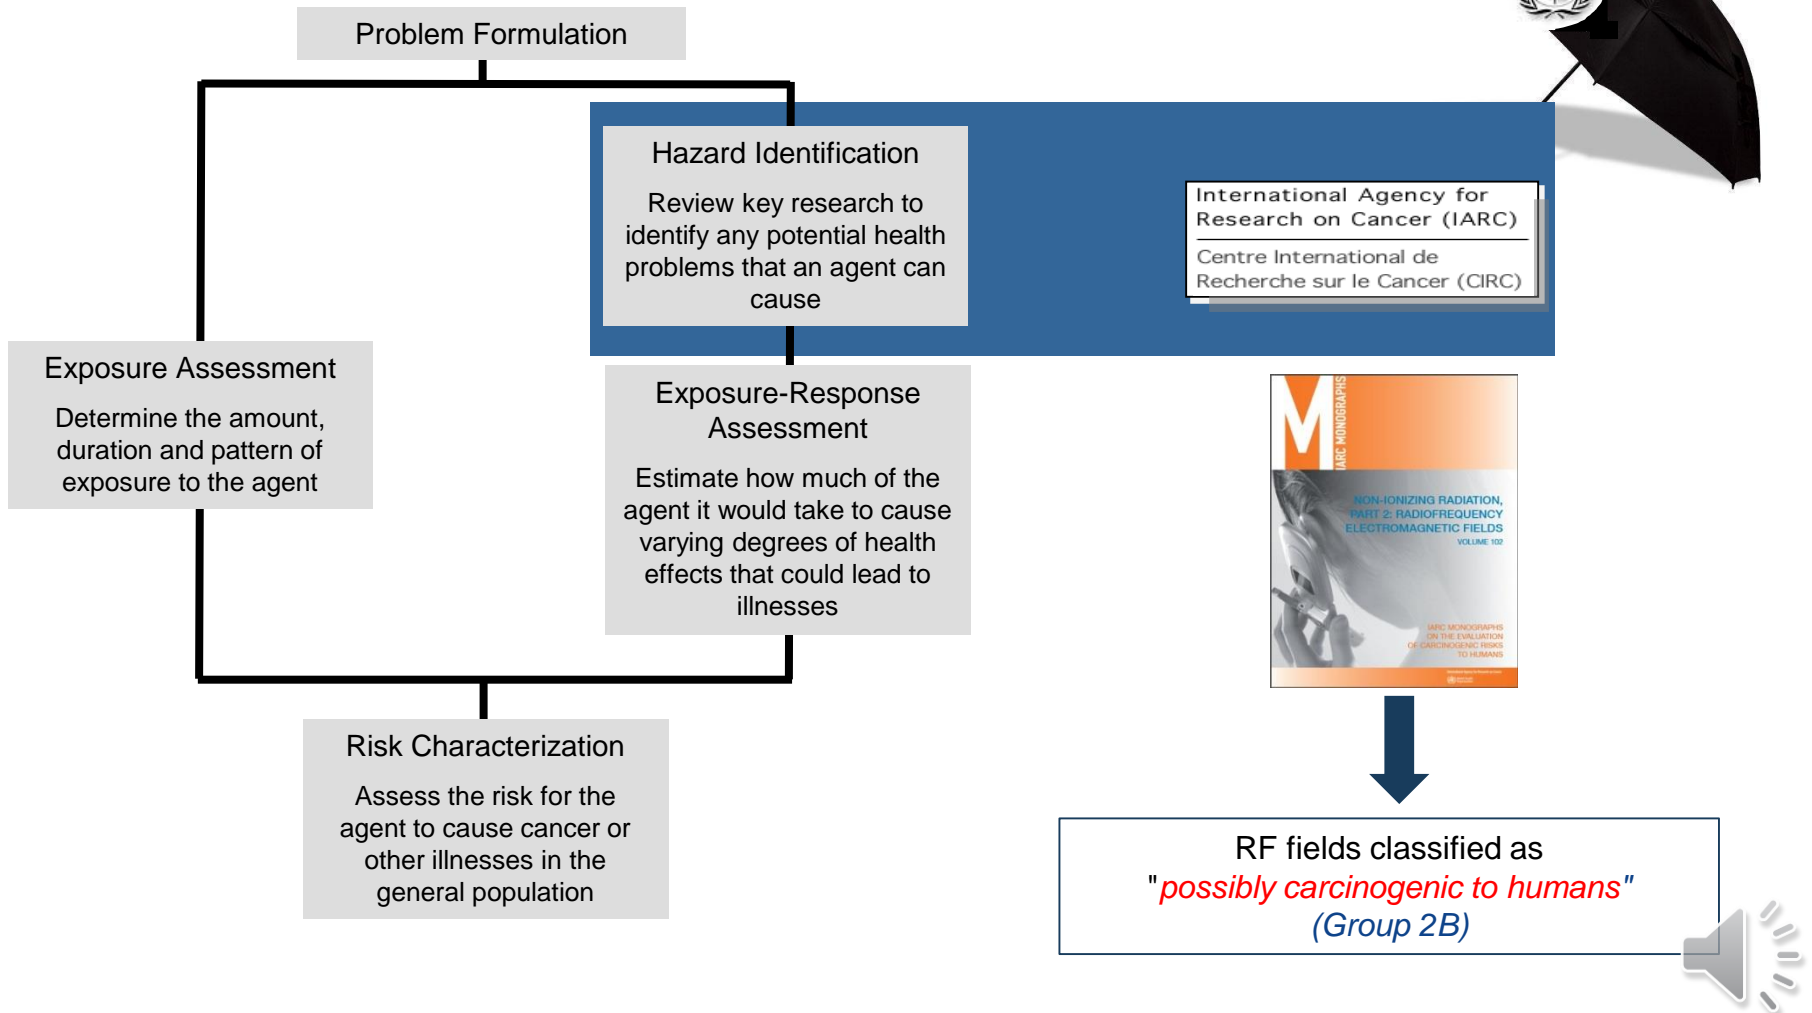 Problem Formulation
Hazard Identification
Review key research to
identify any potential health
problems that an agent can
cause
International Agency for
Research on Cancer (IARC)
Centre International de
Recherche sur le Cancer (CIRC)
Exposure Assessment
Determine the amount,
duration and pattern of
exposure to the agent
Exposure-Response
Assessment
Estimate how much of the
agent it would take to cause
varying degrees of health
effects that could lead to
illnesses
M
IARC MONOGRAPHS
NON-IONIZING RADIATION,
PART 2: RADIOFREQUENCY
ELECTROMAGNETIC FIELDS
VOLUME 102
IARC MONOGRAPHS
ON THE EVALUATION
OF CARCINOGENIC RISKS
TO HUMANS
Risk Characterization
Assess the risk for the
agent to cause cancer or
other illnesses in the
general population
RF fields classified as
"possibly carcinogenic to humans"
(Group 2B)